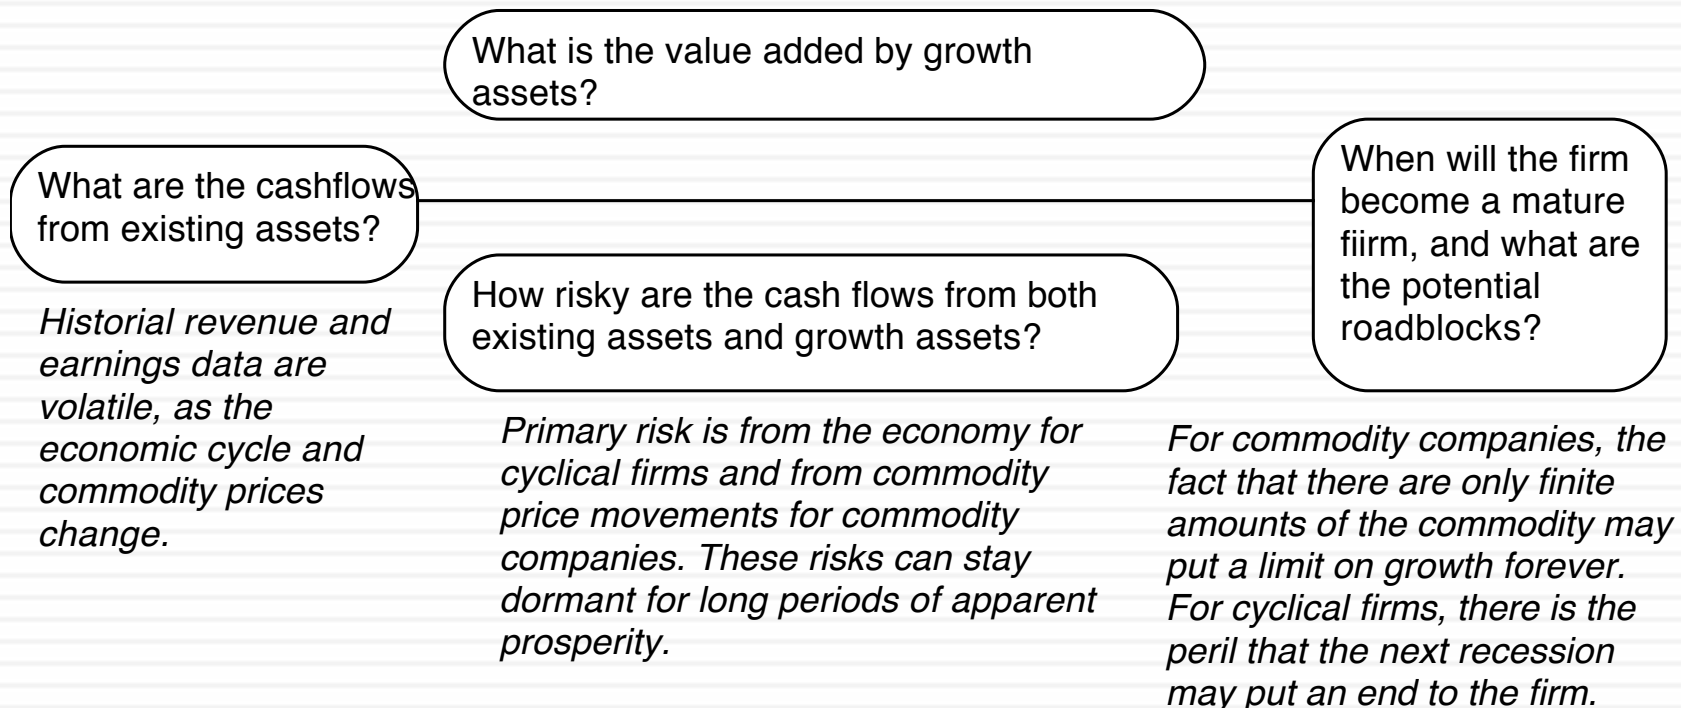 What is the value added by growth
assets?
What are the cashflows
from existing assets?
Historial revenue and
earnings data are
volatile, as the
economic cycle and
commodity prices
change.
How risky are the cash flows from both
existing assets and growth assets?
Primary risk is from the economy for
cyclical firms and from commodity
price movements for commodity
companies. These risks can stay
dormant for long periods of apparent
prosperity.
When will the firm
become a mature
fiirm, and what are
the potential
roadblocks?
For commodity companies, the
fact that there are only finite
amounts of the commodity may
put a limit on growth forever.
For cyclical firms, there is the
peril that the next recession
may put an end to the firm.